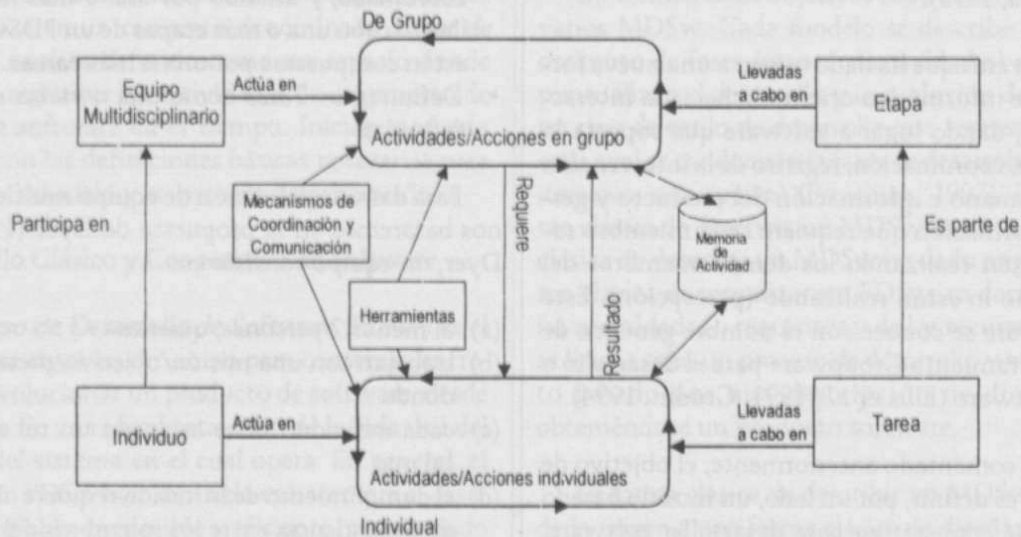 De Grupo
Equipo
Multidisciplinario
Actúa en
Llevadas
a cabo en
Etapa
Actividades/Acciones en grupo
Participa en
Mecanismos de
Coordinación y
Comunicación
Requiere
Memoria
de
Actividad
Es parte de
Herramientas
Resultado
Individuo
Actúa en
Llevadas
a cabo en
Tarea
Actividades/Acciones individuales
Individual